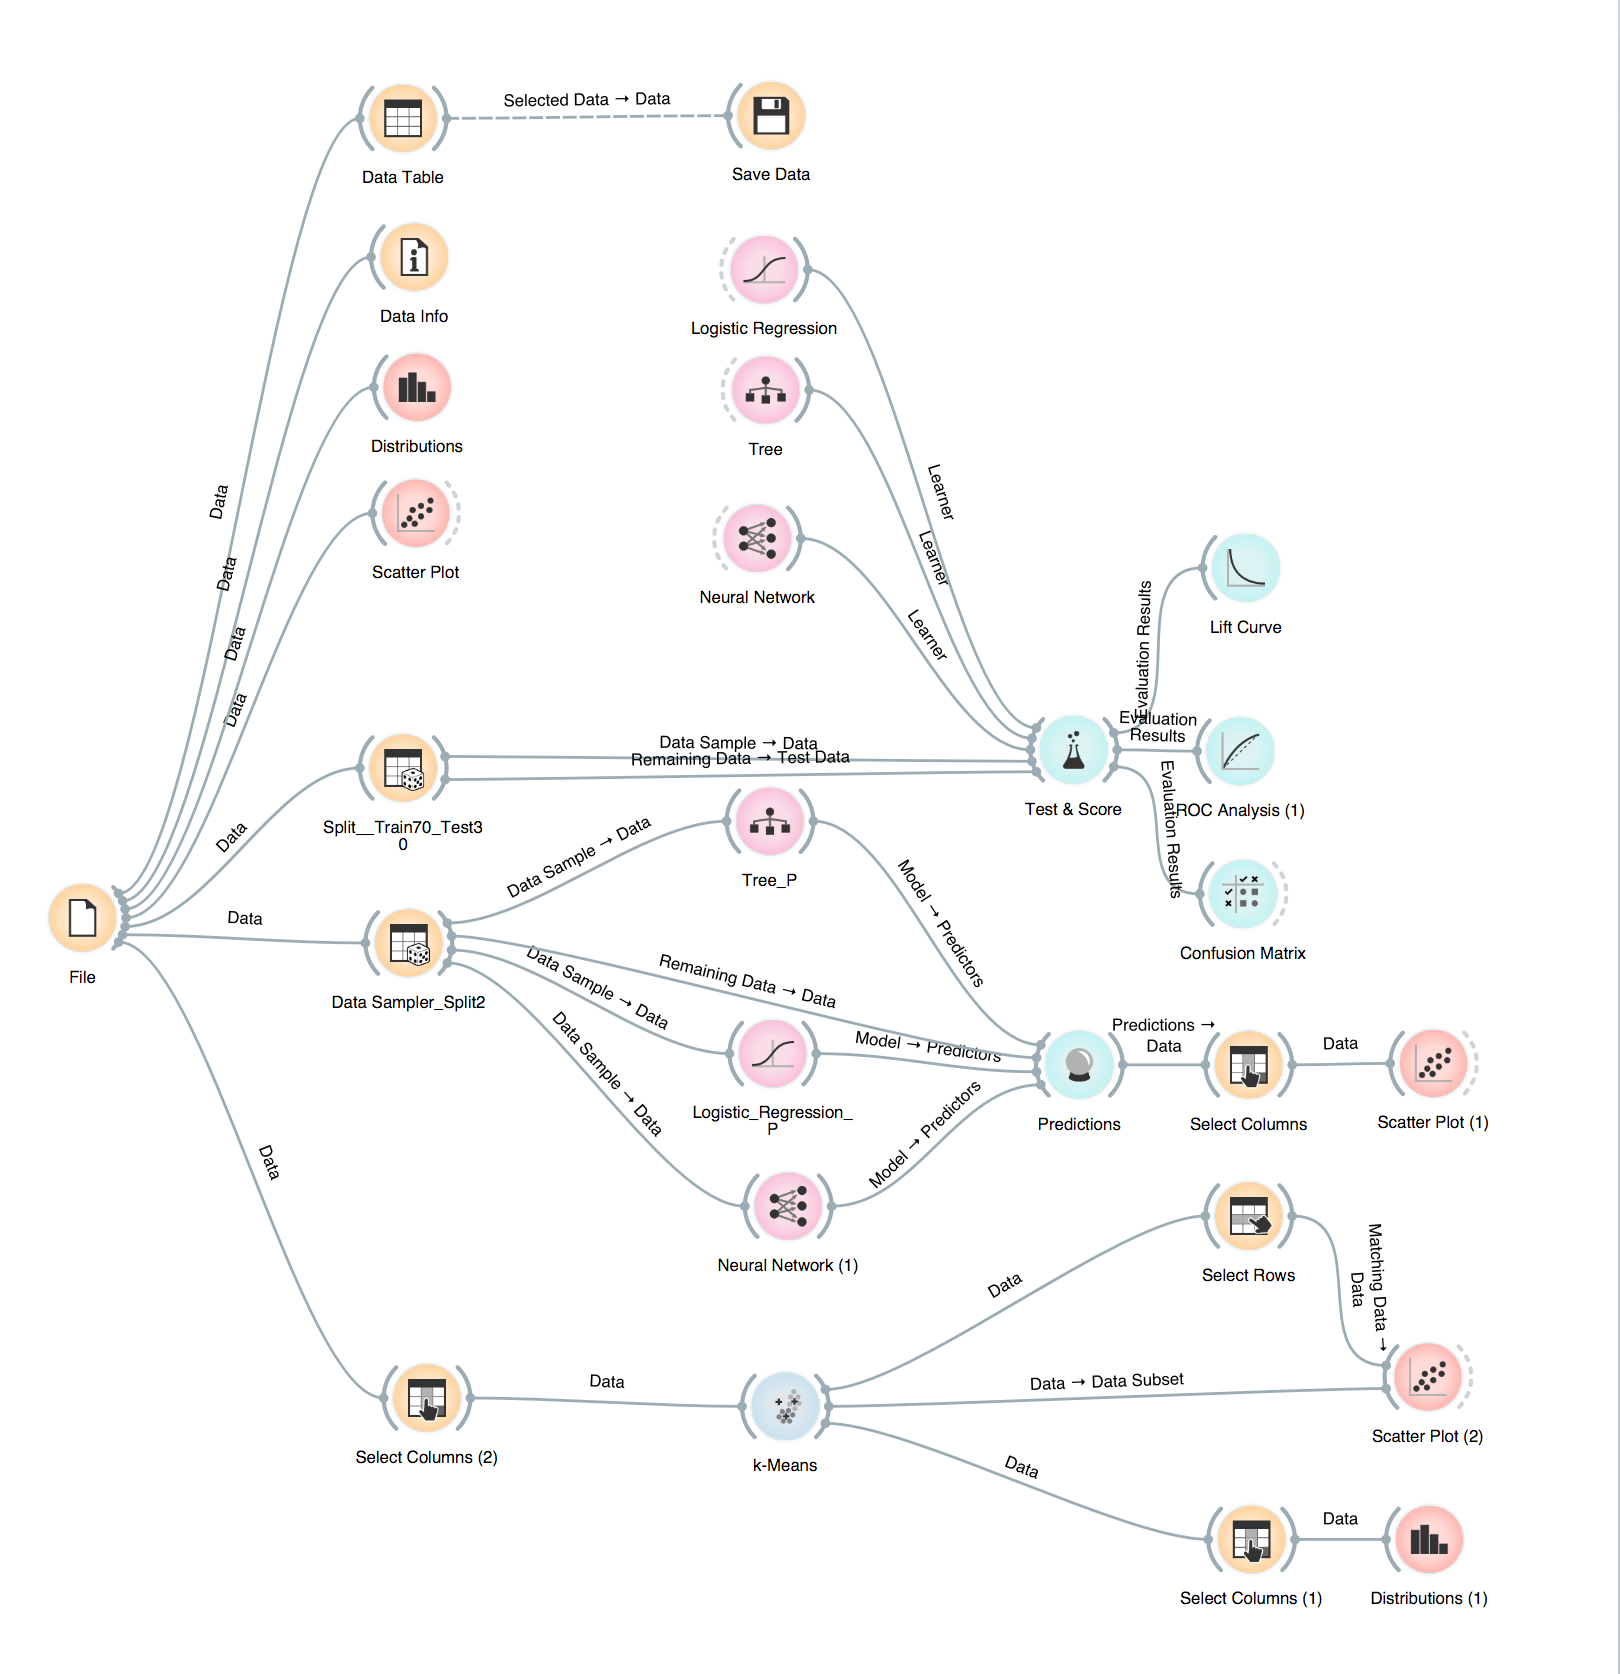 Selected Data → Data
Data Table
Save Data
Data Info
Logistic Regression
Distributions
Tree
Learner
Data
Scatter Plot
Learner
Data
Neural Network
Learner
Data
Data
Lift Curve
Evaluation Results
Evaluation
Results
Data Sample → Data
Remaining Data → Test Data
Test & Score
ROC Analysis (1)
Evaluation Results
Split__Train70_Test3
0
Data
Data Sample → Data
Tree_P
Model → Predictors
Confusion Matrix
Data
File
Data Sampler_Split2
Data Sample → Data
Remaining Data → Data
Data Sample → Data
Model → Predictors
Predictions →
Data
Data
Logistic_Regression_
P
Predictions
Select Columns
Scatter Plot (1)
Model → Predictors
Data
Neural Network (1)
Select Rows
Matching Data →
Data
Data
Data
Data → Data Subset
Select Columns (2)
k-Means
Scatter Plot (2)
Data
Data
Select Columns (1)
Distributions (1)